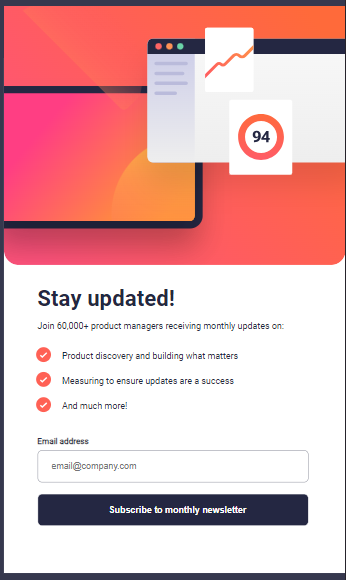 94
Stay updated!
Join 60,000+ product managers receiving monthly updates on:
Product discovery and building what matters
Measuring to ensure updates are a success
And much more!
Email address
email@company.com
Subscribe to monthly newsletter